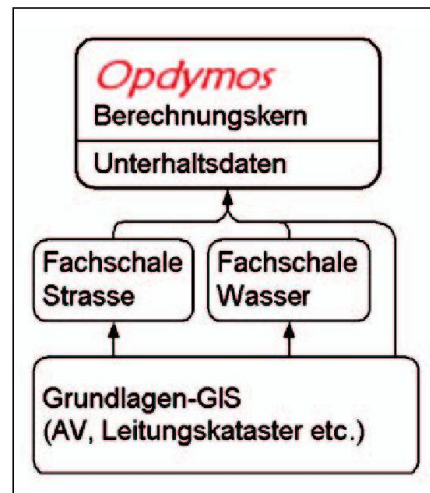 Opdymos
Berechnungskern
Unterhaltsdaten
Fachschale
Strasse
Fachschale
Wasser
Grundlagen-GIS
(AV, Leitungskataster etc.)